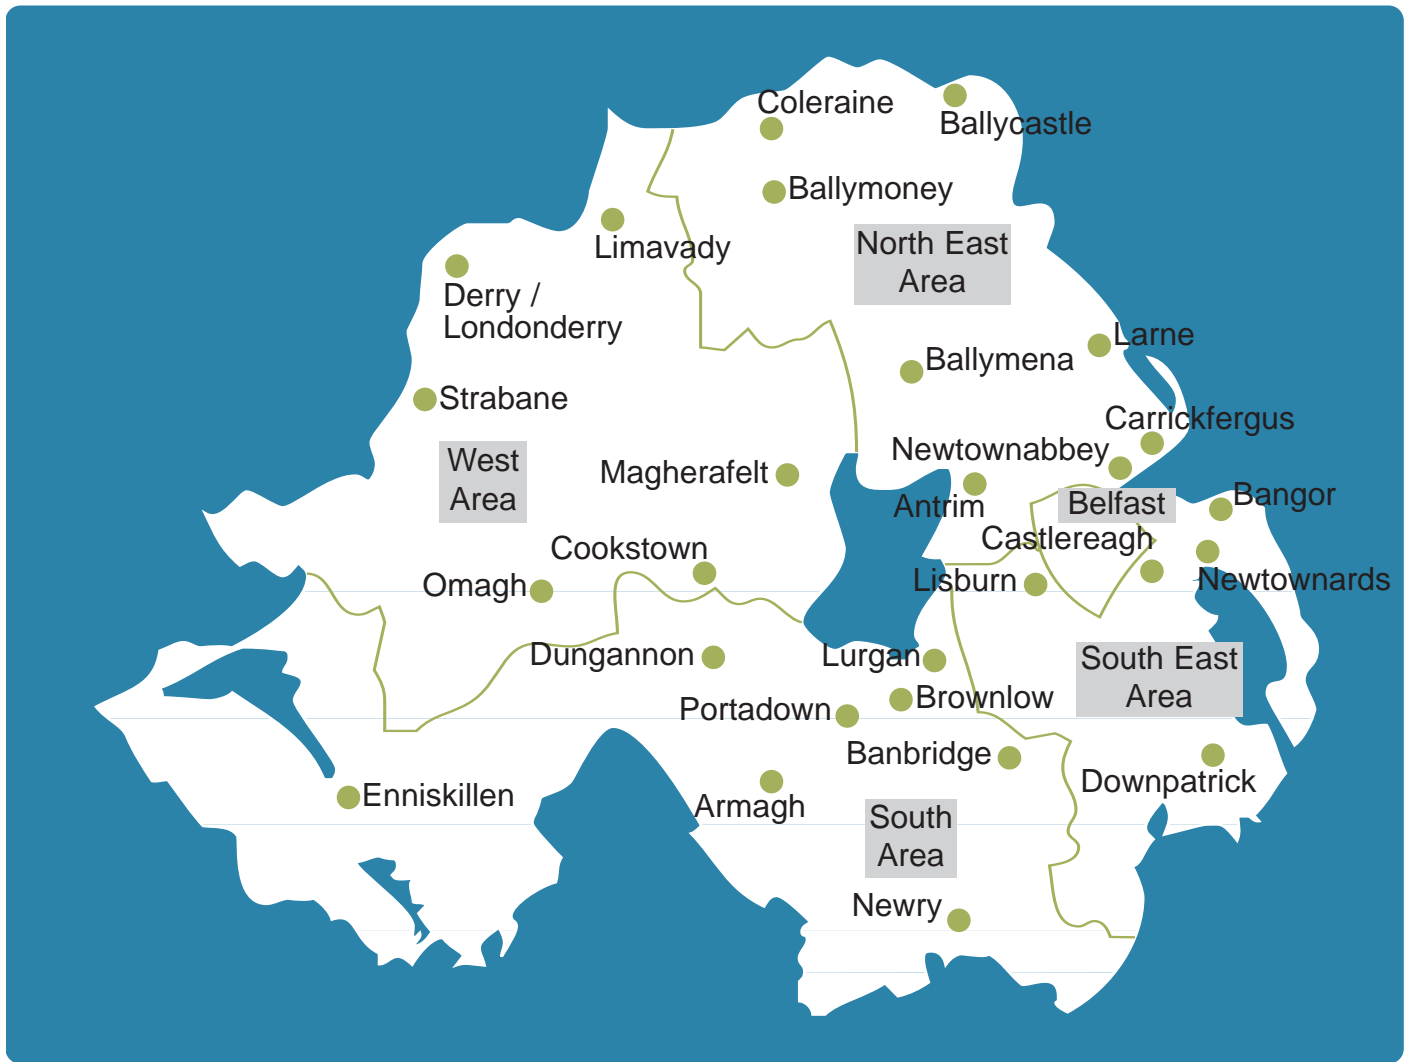 Coleraine
Ballycastle
Ballymoney
Limavady
North East
Area
Derry /
Londonderry
Larne
Ballymena
Strabane
Carrickfergus
West
Area
Newtownabbey
Magherafelt
Antrim
Belfast
Bangor
Castlereagh
Cookstown
Omagh
Lisburn
Newtownards
Dungannon
Lurgan
South East
Area
Portadown
Brownlow
Banbridge
Downpatrick
Enniskillen
Armagh
South
Area
Newry